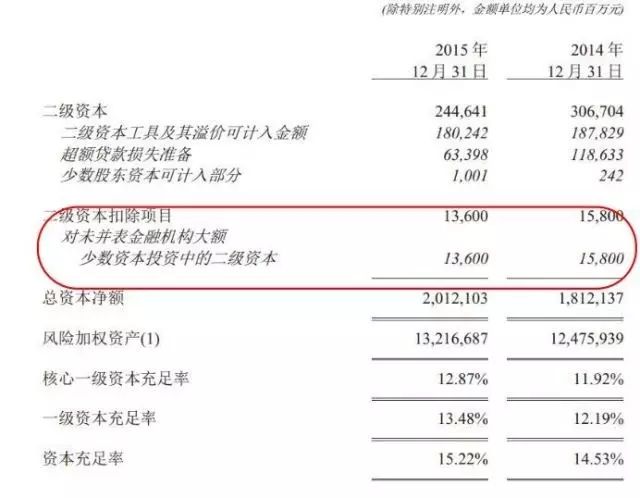 (除特别注明外，金额单位均为人民币百万元)
2015 年 2014 年
12 月 31 日 12 月 31 日
二级资本 244,641 306,704
二级资本工具及其溢价可计入金额 180,242 187,829
超额贷款损失准备 63,398 118,633
少数股东资本可计入部分 1,001 242
二级资本扣除项目 13,600 15,800
对未并表金融机构大额
少数资本投资中的二级资本 13,600 15,800
总资本净额 2,012,103 1,812,137
风险加权资产(1) 13,216,687 12,475,939
核心一级资本充足率 12.87% 11.92%
一级资本充足率 13.48% 12.19%
资本充足率 15.22% 14.53%